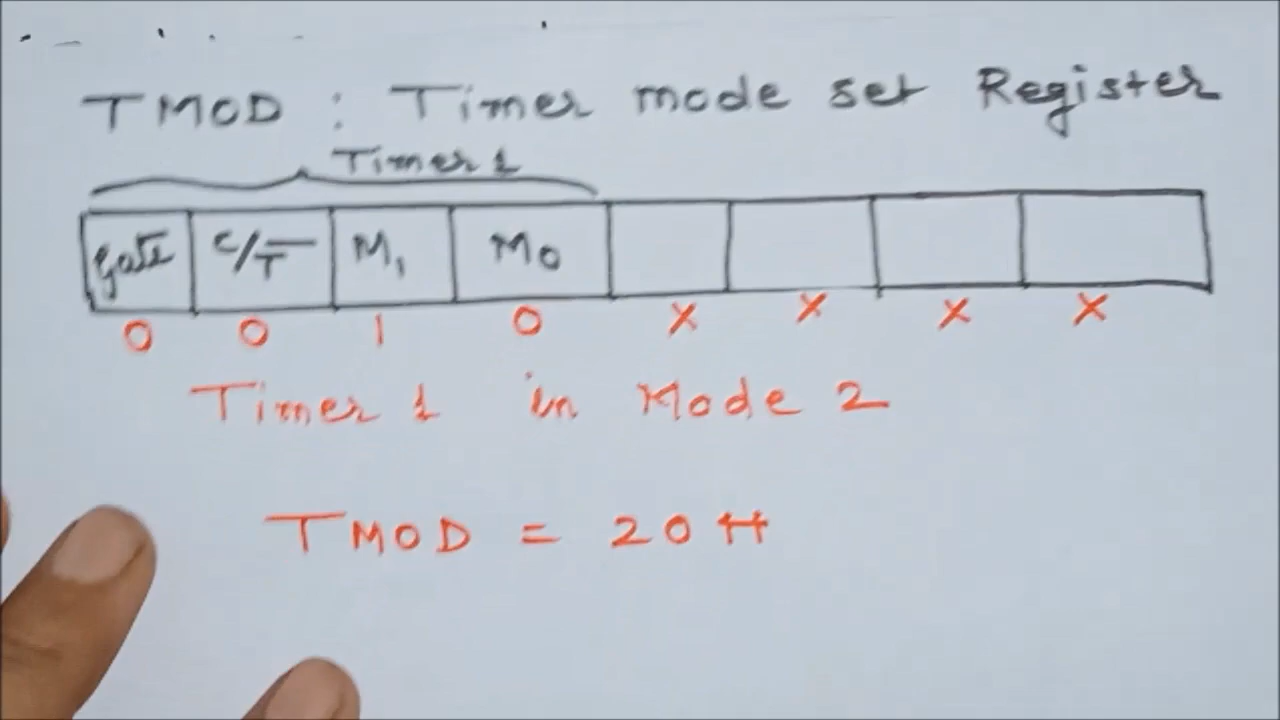 TMOD : Timer mode set Register
Timer 1
Gate C/T̅ M₁ M0
0 0 1 0 X X X X
Timer 1 in Mode 2
TMOD = 20H